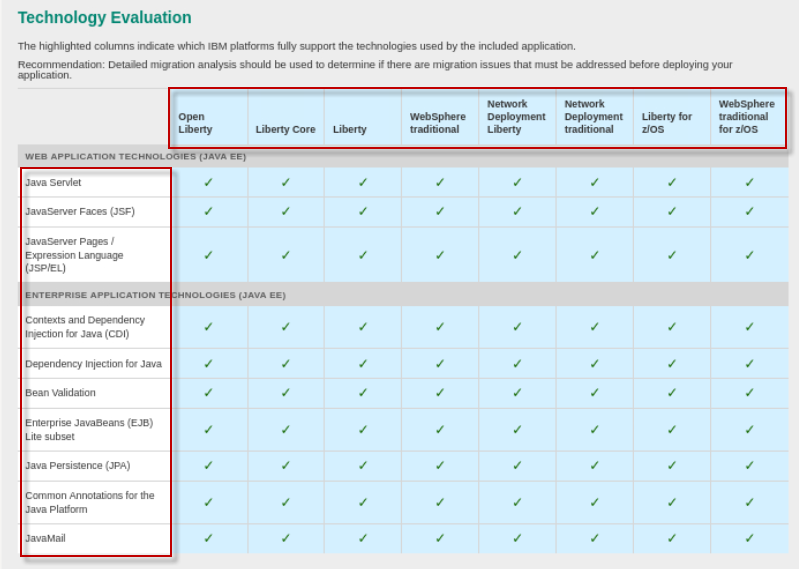 Technology Evaluation
The highlighted columns indicate which IBM platforms fully support the technologies used by the included application.
Recommendation: Detailed migration analysis should be used to determine if there are migration issues that must be addressed before deploying your
application.
Open
Liberty
Liberty Core
Liberty
WebSphere
traditional
Network
Deployment
Liberty
Network
Deployment
traditional
Liberty for
z/OS
WebSphere
traditional
for z/OS
WEB APPLICATION TECHNOLOGIES (JAVA EE)
Java Servlet ✓ ✓ ✓ ✓ ✓ ✓ ✓ ✓
JavaServer Faces (JSF) ✓ ✓ ✓ ✓ ✓ ✓ ✓ ✓
JavaServer Pages /
Expression Language ✓ ✓ ✓ ✓ ✓ ✓ ✓ ✓
(JSP/EL)
ENTERPRISE APPLICATION TECHNOLOGIES (JAVA EE)
Contexts and Dependency
Injection for Java (CDI) ✓ ✓ ✓ ✓ ✓ ✓ ✓ ✓
Dependency Injection for Java ✓ ✓ ✓ ✓ ✓ ✓ ✓ ✓
Bean Validation ✓ ✓ ✓ ✓ ✓ ✓ ✓ ✓
Enterprise JavaBeans (EJB)
Lite subset ✓ ✓ ✓ ✓ ✓ ✓ ✓ ✓
Java Persistence (JPA) ✓ ✓ ✓ ✓ ✓ ✓ ✓ ✓
Common Annotations for the
Java Platform ✓ ✓ ✓ ✓ ✓ ✓ ✓ ✓
JavaMail ✓ ✓ ✓ ✓ ✓ ✓ ✓ ✓